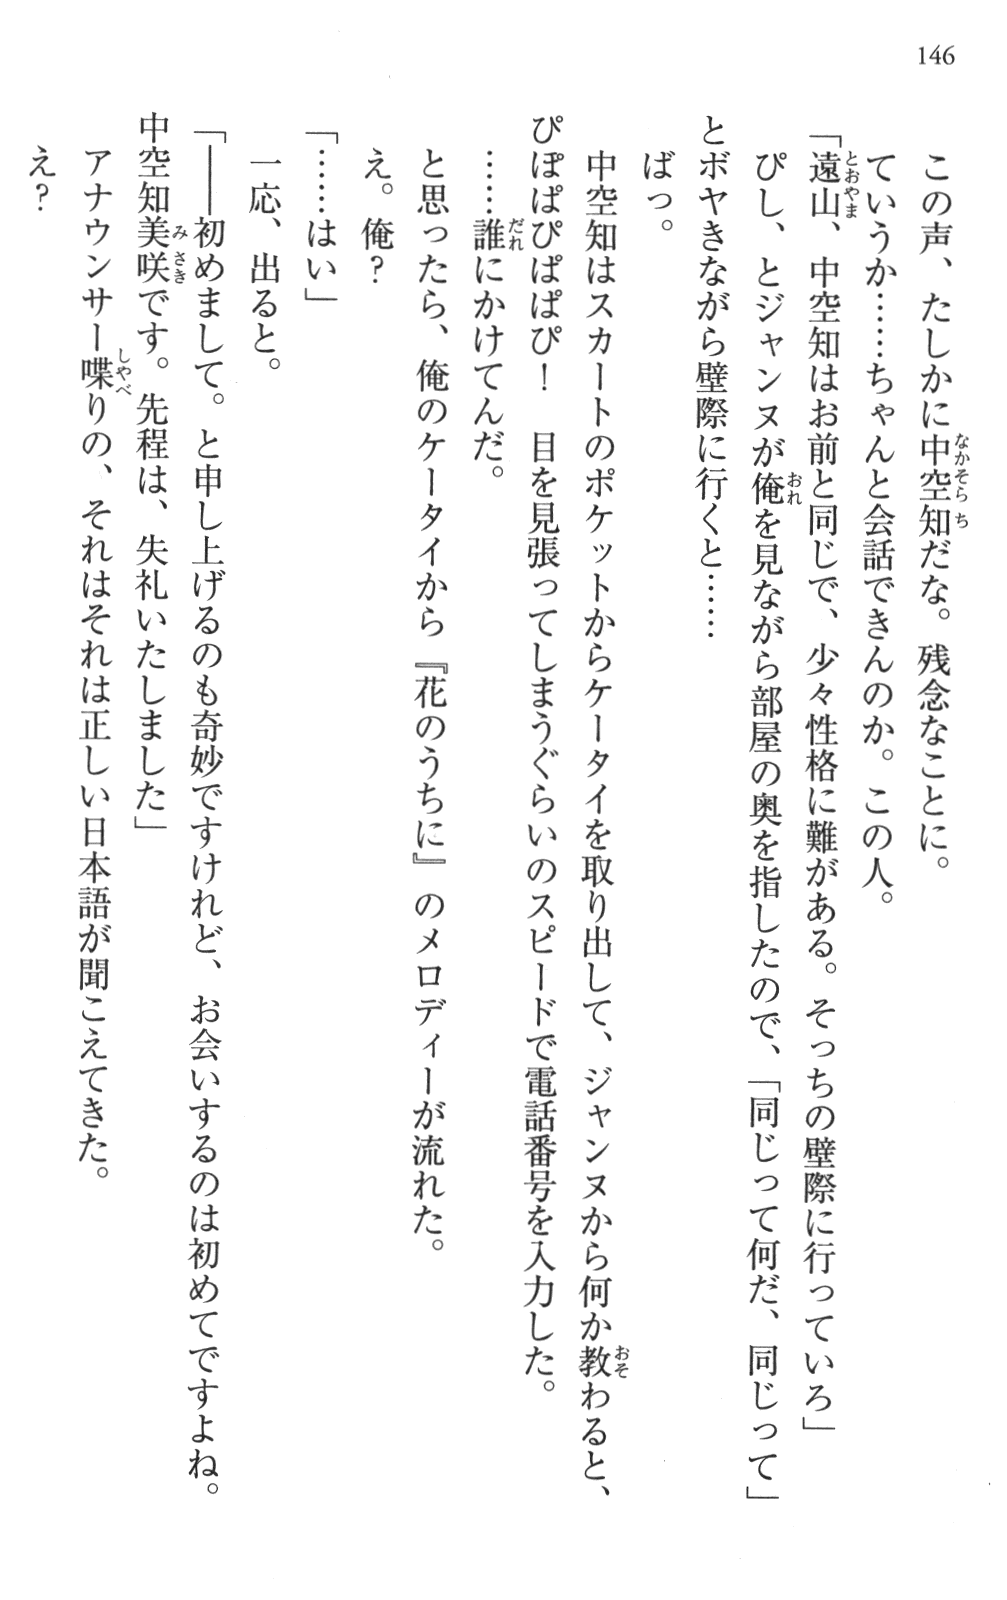 146
この声、たしかに中空知だな。残念なことに。
ていうか……ちゃんと会話できんのか。この人。
「遠山、中空知はお前と同じで、少々性格に難がある。そっちの壁際に行っていろ」
ぴし、とジャンヌが俺を見ながら部屋の奥を指したので、「同じって何だ、同じって」
とボヤきながら壁際に行くと……
ばっ。
中空知はスカートのポケットからケータイを取り出して、ジャンヌから何か教わると、
ぴぽぱぴぱぱぴ！　目を見張ってしまうぐらいのスピードで電話番号を入力した。
……誰にかけてんだ。
と思ったら、俺のケータイから『花のうちに』のメロディーが流れた。
え。俺？
「……はい」
一応、出ると。
「――初めまして。と申し上げるのも奇妙ですけれど、お会いするのは初めてですよね。
中空知美咲です。先程は、失礼いたしました」
アナウンサー喋りの、それはそれは正しい日本語が聞こえてきた。
え？